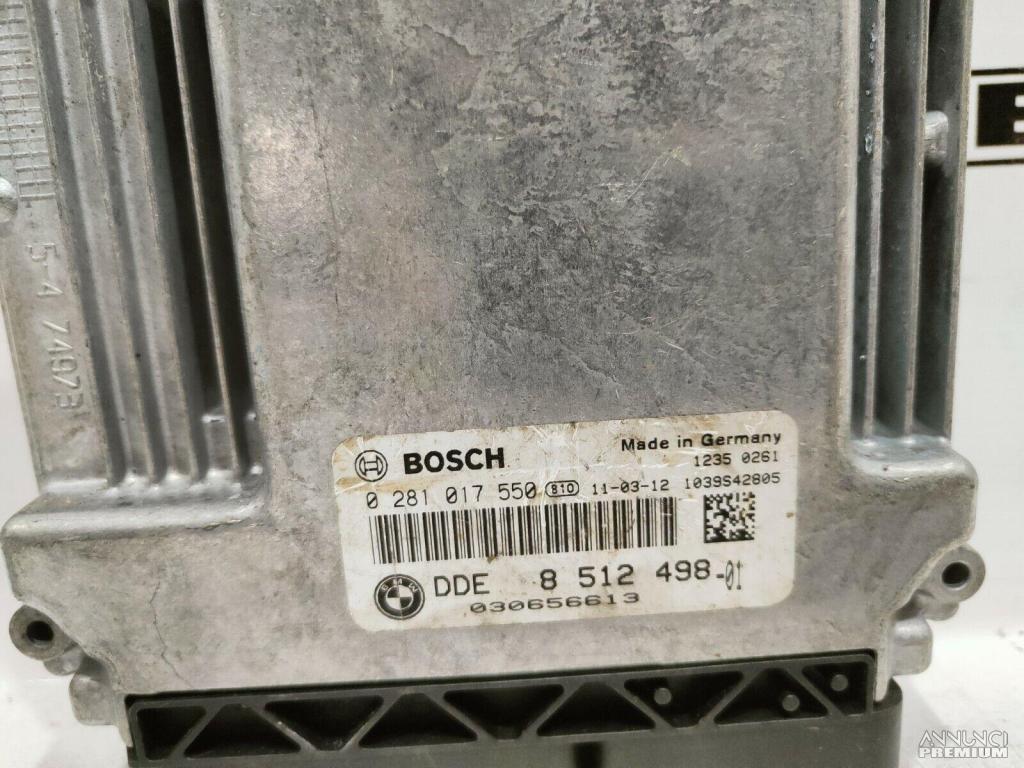 5-4 74973
BOSCH
Made in Germany
1235 0261
0 281 017 550 810 11-03-12 1039S42805
BMW DDE 8 512 498-01
030656613
ANNUNCI
PREMIUM